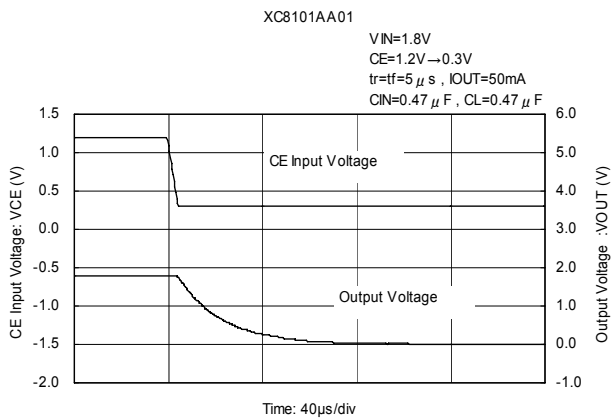 XC8101AA01
VIN=1.8V
CE=1.2V→0.3V
tr=tf=5μs, IOUT=50mA
CIN=0.47μF, CL=0.47μF
CE Input Voltage: VCE (V)
1.5
1.0
0.5
0.0
-0.5
-1.0
-1.5
-2.0
CE Input Voltage
Output Voltage
6.0
5.0
4.0
3.0
2.0
1.0
0.0
-1.0
Output Voltage :VOUT (V)
Time: 40μs/div